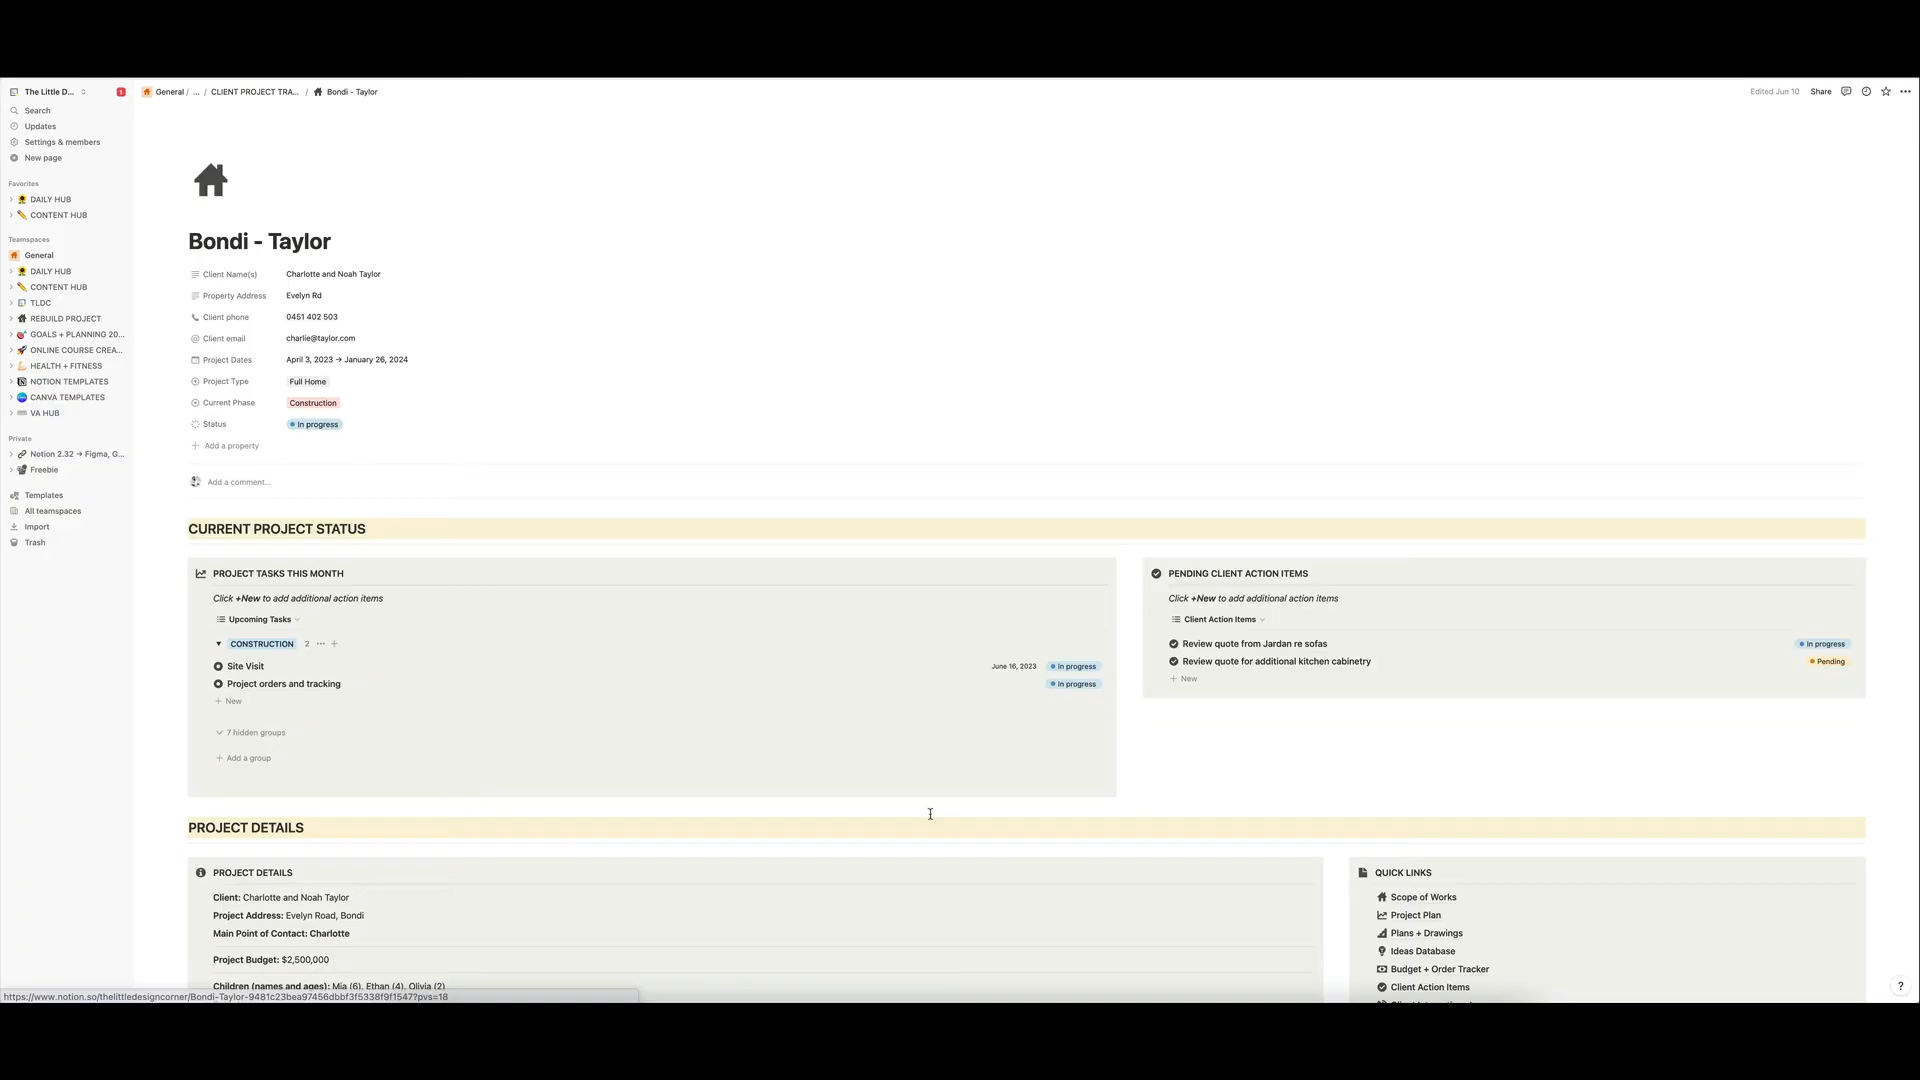 The Little D...
1
Search
Updates
Settings & members
New page
Favorites
DAILY HUB
CONTENT HUB
Teamspaces
General
DAILY HUB
CONTENT HUB
TLDC
REBUILD PROJECT
GOALS + PLANNING 20...
ONLINE COURSE CREA...
HEALTH + FITNESS
NOTION TEMPLATES
CANVA TEMPLATES
VA HUB
Private
Notion 2.32 → Figma, G...
Freebie
Templates
All teamspaces
Import
Trash
General / ... / CLIENT PROJECT TRA... / Bondi - Taylor
Edited Jun 10 Share
Bondi - Taylor
Client Name(s) Charlotte and Noah Taylor
Property Address Evelyn Rd
Client phone 0451 402 503
Client email charlie@taylor.com
Project Dates April 3, 2023 → January 26, 2024
Project Type Full Home
Current Phase Construction
Status In progress
Add a property
Add a comment...
CURRENT PROJECT STATUS
PROJECT TASKS THIS MONTH
Click +New to add additional action items
Upcoming Tasks
CONSTRUCTION 2
Site Visit June 16, 2023 In progress
Project orders and tracking In progress
New
7 hidden groups
Add a group
PENDING CLIENT ACTION ITEMS
Click +New to add additional action items
Client Action Items
Review quote from Jardan re sofas In progress
Review quote for additional kitchen cabinetry Pending
New
PROJECT DETAILS
PROJECT DETAILS
Client: Charlotte and Noah Taylor
Project Address: Evelyn Road, Bondi
Main Point of Contact: Charlotte
Project Budget: $2,500,000
Children (names and ages): Mia (6), Ethan (4), Olivia (2)
QUICK LINKS
Scope of Works
Project Plan
Plans + Drawings
Ideas Database
Budget + Order Tracker
Client Action Items
https://www.notion.so/thelittledesigncorner/Bondi-Taylor-9481c23bea97456dbbf3f5338f9f1547?pvs=18
?